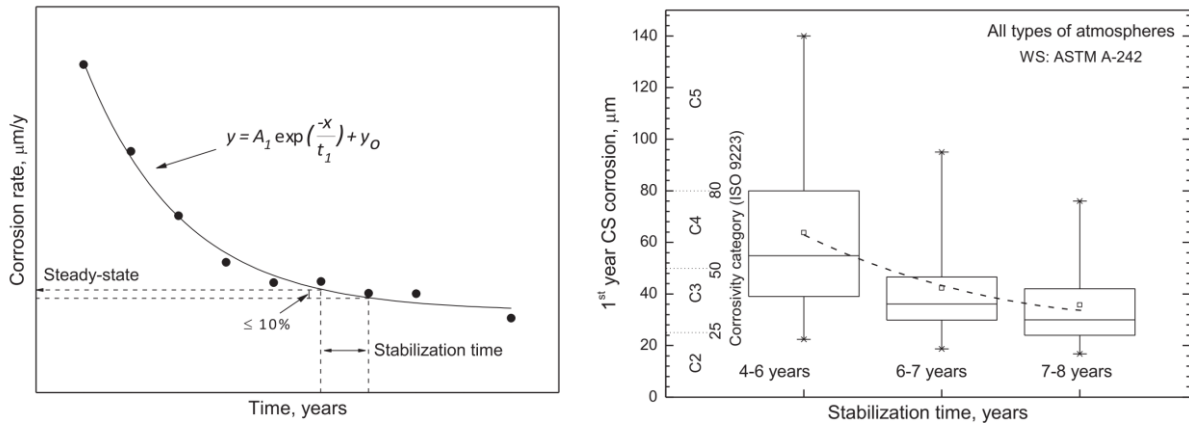 Corrosion rate, μm/y
y = A1 exp(-x/t1) + yo
Steady-state
≤ 10%
Stabilization time
Time, years
1st year CS corrosion, μm
140
120
100
80
60
40
20
0
All types of atmospheres
WS: ASTM A-242
C5
C4
C3
C2
80
50
25
Corrosivity category (ISO 9223)
4-6 years
6-7 years
7-8 years
Stabilization time, years